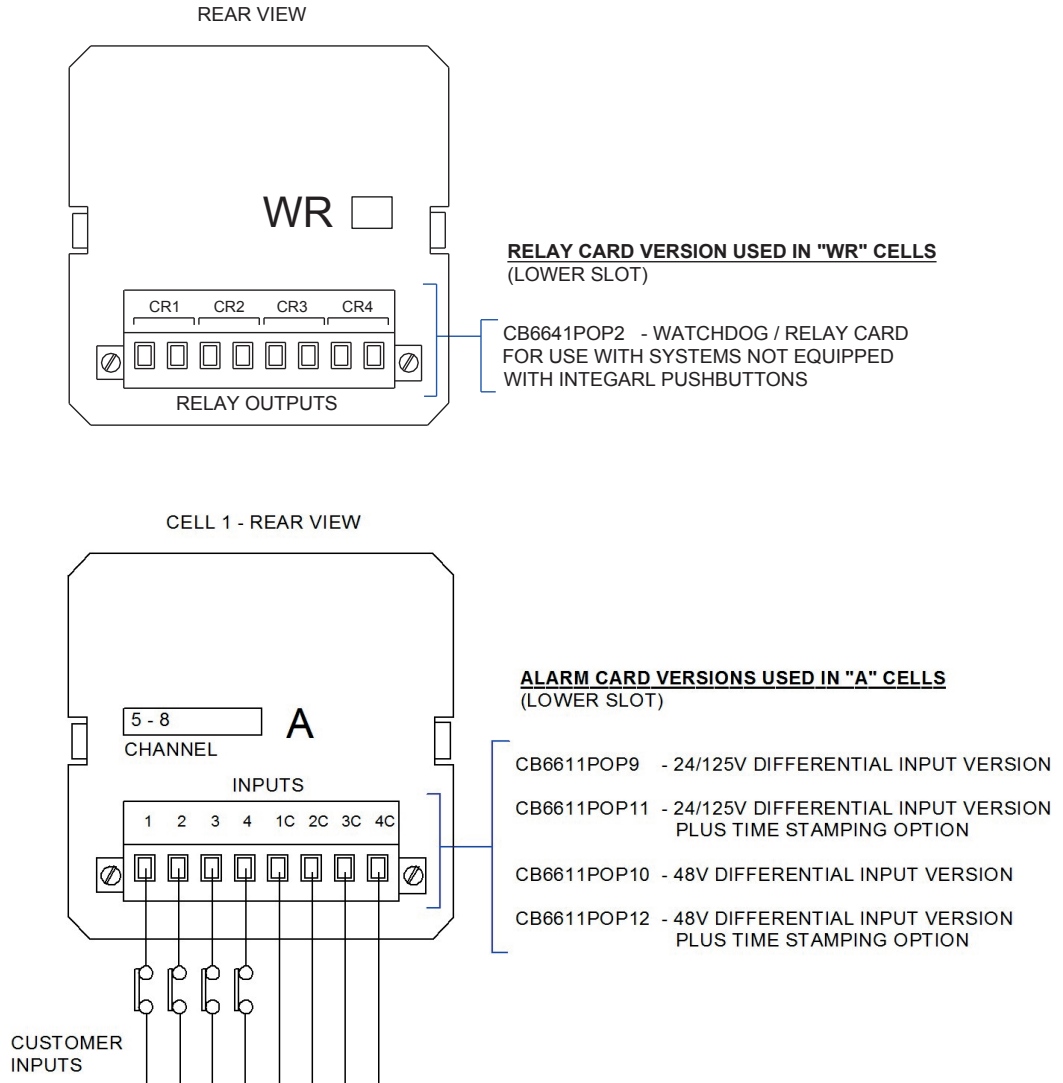 REAR VIEW
WR
RELAY CARD VERSION USED IN "WR" CELLS
(LOWER SLOT)
CR1 CR2 CR3 CR4
CB6641POP2 - WATCHDOG / RELAY CARD
FOR USE WITH SYSTEMS NOT EQUIPPED
WITH INTEGARL PUSHBUTTONS
RELAY OUTPUTS
CELL 1 - REAR VIEW
ALARM CARD VERSIONS USED IN "A" CELLS
(LOWER SLOT)
5 - 8
A
CHANNEL
INPUTS
1 2 3 4 1C 2C 3C 4C
CB6611POP9 - 24/125V DIFFERENTIAL INPUT VERSION
CB6611POP11 - 24/125V DIFFERENTIAL INPUT VERSION
PLUS TIME STAMPING OPTION
CB6611POP10 - 48V DIFFERENTIAL INPUT VERSION
CB6611POP12 - 48V DIFFERENTIAL INPUT VERSION
PLUS TIME STAMPING OPTION
CUSTOMER
INPUTS